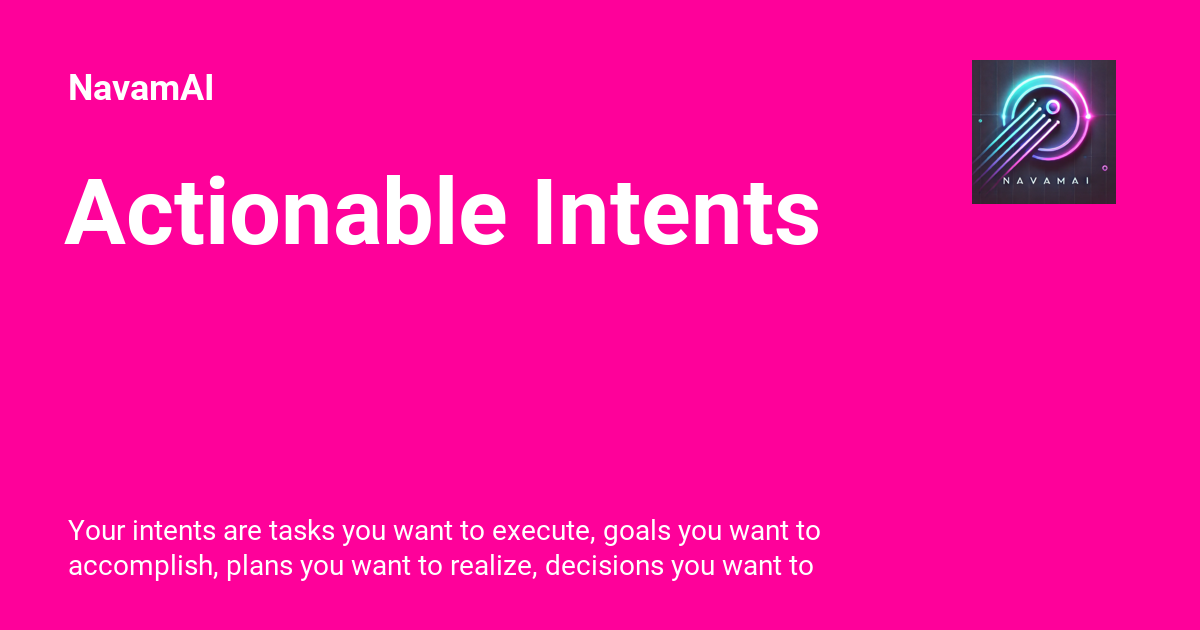 NavamAI
NAVAMAI
Actionable Intents
Your intents are tasks you want to execute, goals you want to
accomplish, plans you want to realize, decisions you want to